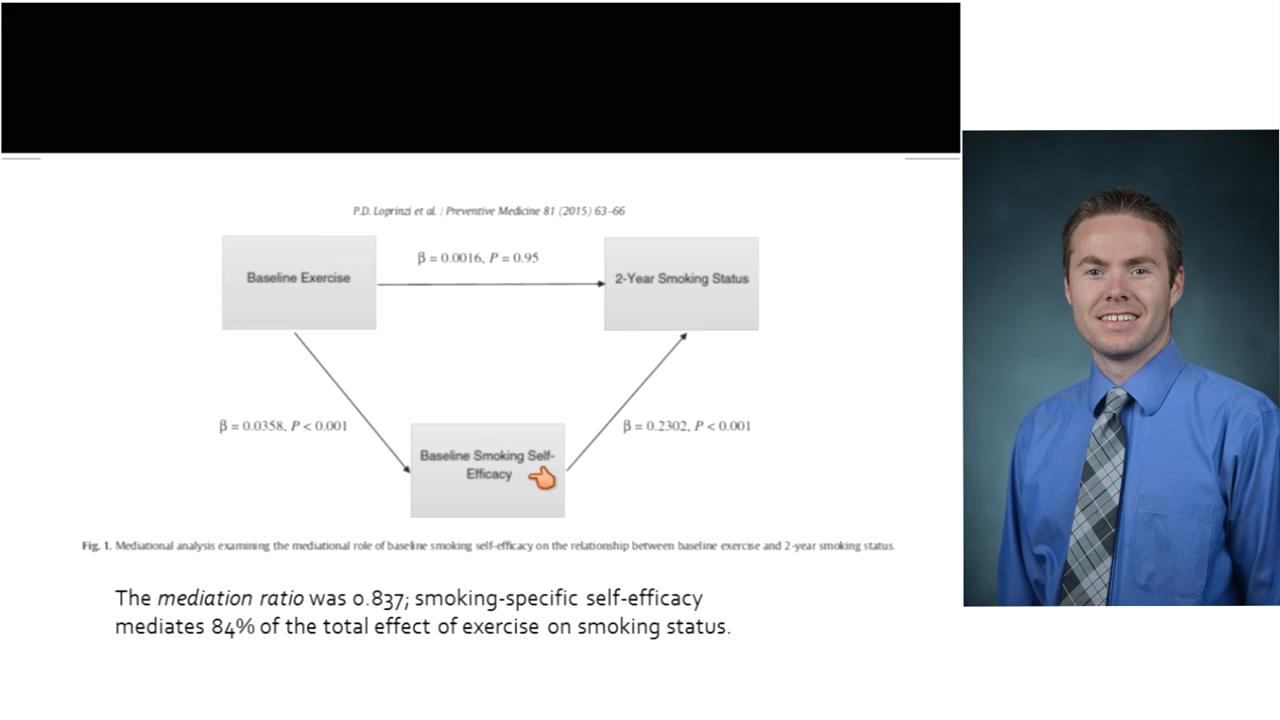 P.D. Loprinzi et al. / Preventive Medicine 81 (2015) 63–66
Baseline Exercise
β = 0.0016, P = 0.95
2-Year Smoking Status
β = 0.0358, P < 0.001
β = 0.2302, P < 0.001
Baseline Smoking Self-
Efficacy
Fig. 1. Mediational analysis examining the mediational role of baseline smoking self-efficacy on the relationship between baseline exercise and 2-year smoking status.
The mediation ratio was 0.837; smoking-specific self-efficacy
mediates 84% of the total effect of exercise on smoking status.